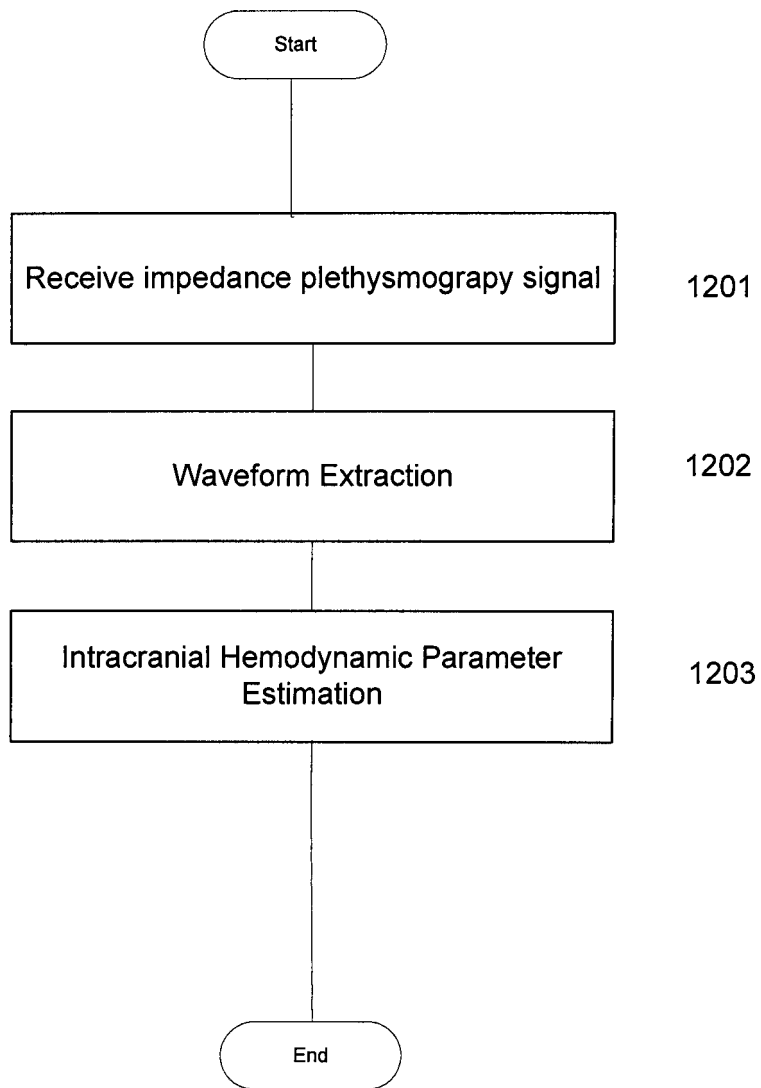 Start
Receive impedance plethysmograpy signal
1201
Waveform Extraction
1202
Intracranial Hemodynamic Parameter
Estimation
1203
End